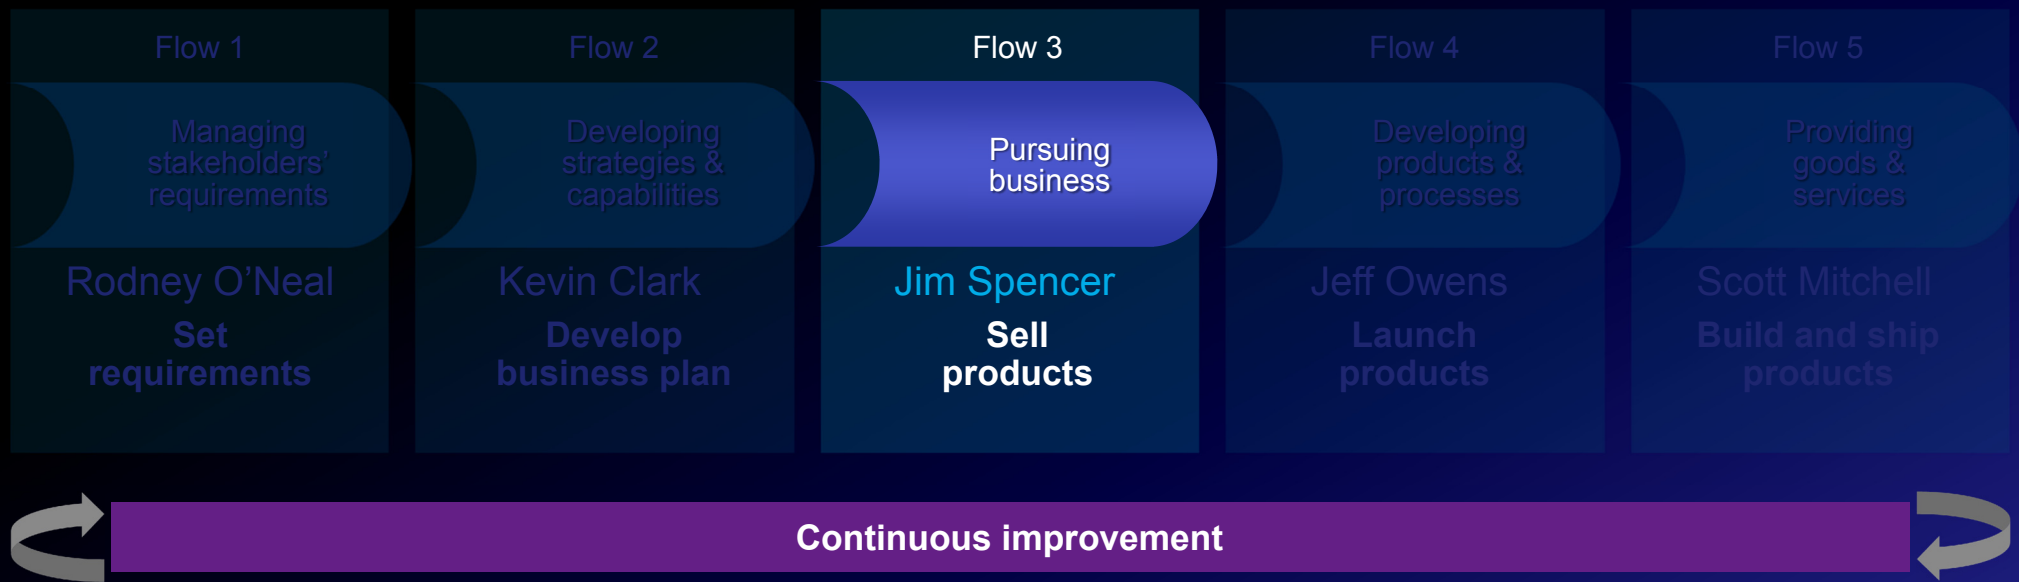 Flow 1
Managing
stakeholders’
requirements
Rodney O’Neal
Set
requirements
Flow 2
Developing
strategies &
capabilities
Kevin Clark
Develop
business plan
Flow 3
Pursuing
business
Jim Spencer
Sell
products
Flow 4
Developing
products &
processes
Jeff Owens
Launch
products
Flow 5
Providing
goods &
services
Scott Mitchell
Build and ship
products
Continuous improvement